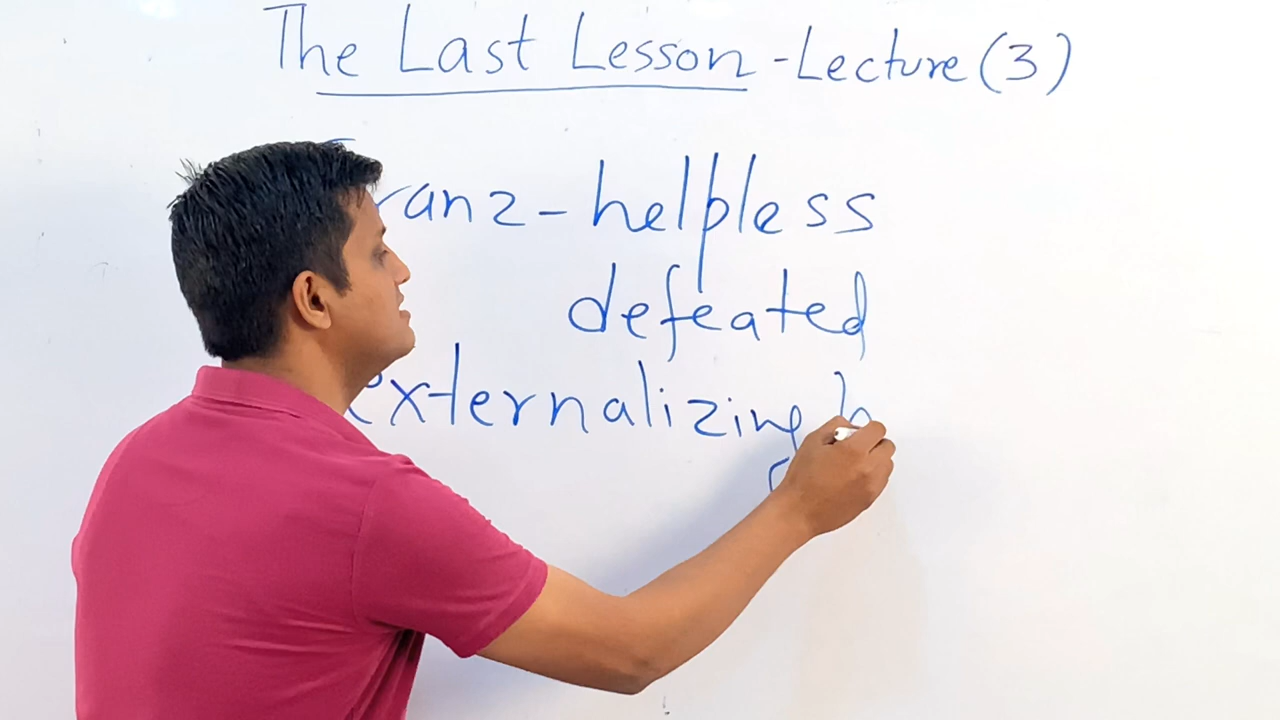 The Last Lesson - Lecture (3)
Franz - helpless
defeated
externalizing